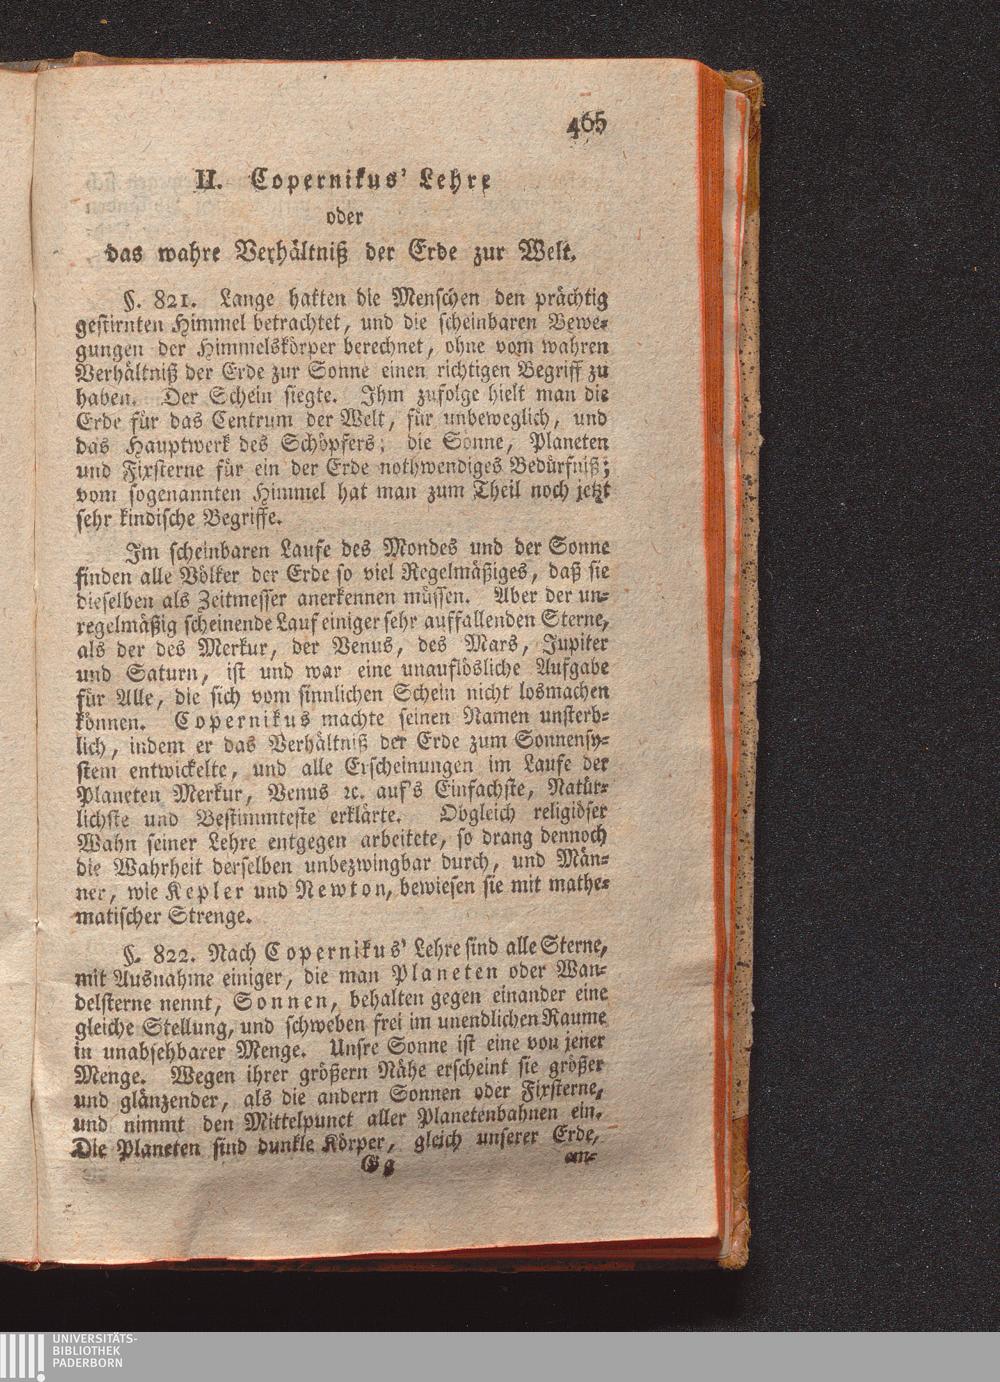 465
II. Copernikus' Lehre
oder
das wahre Verhältniß der Erde zur Welt.
§. 821. Lange hatten die Menschen den prächtig
gestirnten Himmel betrachtet, und die scheinbaren Bewe-
gungen der Himmelskörper berechnet, ohne vom wahren
Verhältniß der Erde zur Sonne einen richtigen Begriff zu
haben. Der Schein siegte. Ihm zufolge hielt man die
Erde für das Centrum der Welt, für unbeweglich, und
das Hauptwerk des Schöpfers; die Sonne, Planeten
und Fixsterne für ein der Erde nothwendiges Bedürfniß;
vom sogenannten Himmel hat man zum Theil noch jetzt
sehr kindische Begriffe.
Im scheinbaren Laufe des Mondes und der Sonne
finden alle Völker der Erde so viel Regelmäßiges, daß sie
dieselben als Zeitmesser anerkennen müssen. Aber der un-
regelmäßig scheinende Lauf einiger sehr auffallenden Sterne,
als der des Merkur, der Venus, des Mars, Jupiter
und Saturn, ist und war eine unauflösliche Aufgabe
für Alle, die sich vom sinnlichen Schein nicht losmachen
können. Copernikus machte seinen Namen unsterb-
lich, indem er das Verhältniß der Erde zum Sonnensy-
stem entwickelte, und alle Erscheinungen im Laufe der
Planeten Merkur, Venus ꝛc. auf's Einfachste, Natür-
lichste und Bestimmteste erklärte. Obgleich religiöser
Wahn seiner Lehre entgegen arbeitete, so drang dennoch
die Wahrheit derselben unbezwingbar durch, und Män-
ner, wie Kepler und Newton, bewiesen sie mit mathe-
matischer Strenge.
§. 822. Nach Copernikus' Lehre sind alle Sterne,
mit Ausnahme einiger, die man Planeten oder Wan-
delsterne nennt, Sonnen, behalten gegen einander eine
gleiche Stellung, und schweben frei im unendlichen Raume
in unabsehbarer Menge. Unsre Sonne ist eine von jener
Menge. Wegen ihrer größern Nähe erscheint sie größer
und glänzender, als die andern Sonnen oder Fixsterne,
und nimmt den Mittelpunct aller Planetenbahnen ein.
Die Planeten sind dunkle Körper, gleich unserer Erde,
Gg an-
UNIVERSITÄTS-
BIBLIOTHEK
PADERBORN